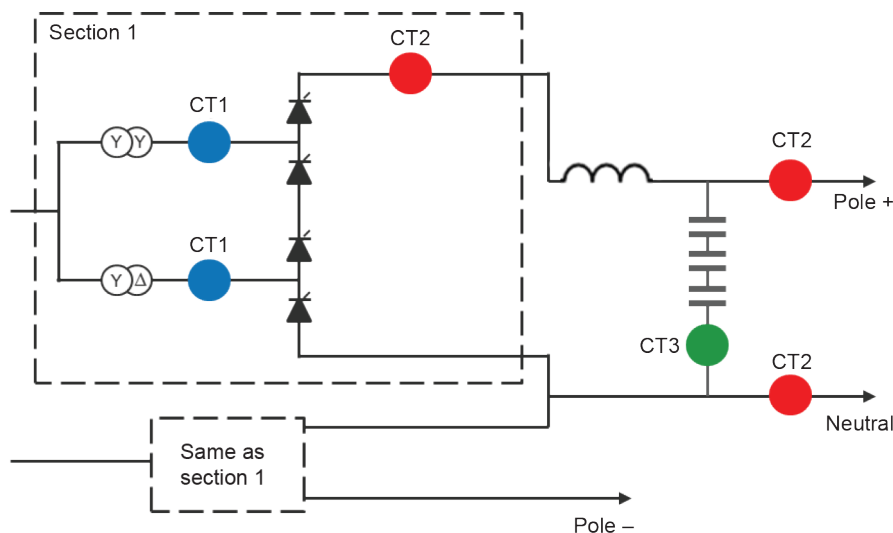 Section 1
CT2
CT1
Y Y
CT2
Pole +
CT1
Y Δ
CT3
CT2
Neutral
Same as
section 1
Pole –